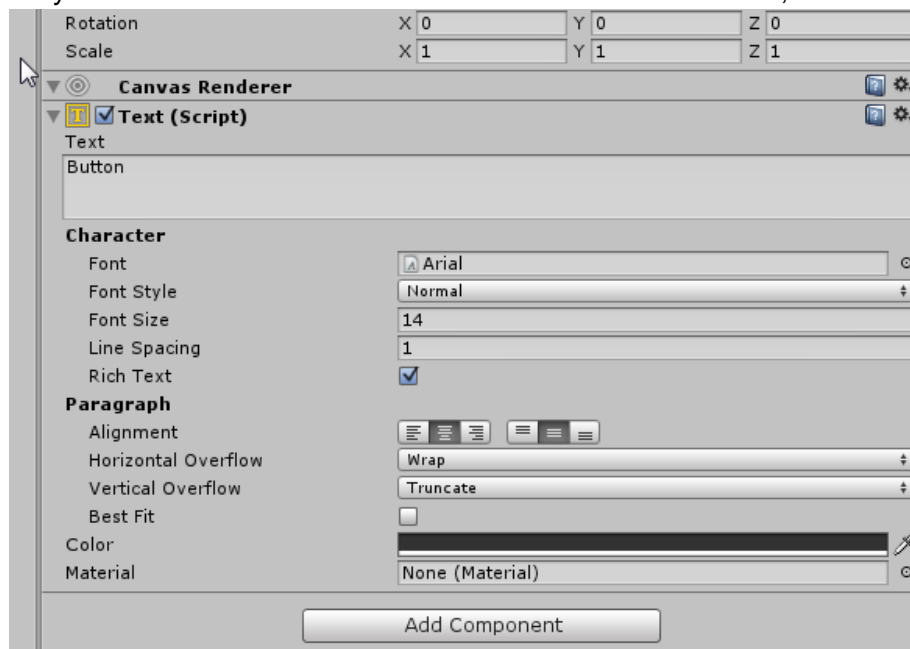 Rotation X 0 Y 0 Z 0
Scale X 1 Y 1 Z 1
Canvas Renderer
Text (Script)
Text
Button
Character
Font Arial
Font Style Normal
Font Size 14
Line Spacing 1
Rich Text
Paragraph
Alignment
Horizontal Overflow Wrap
Vertical Overflow Truncate
Best Fit
Color
Material None (Material)
Add Component